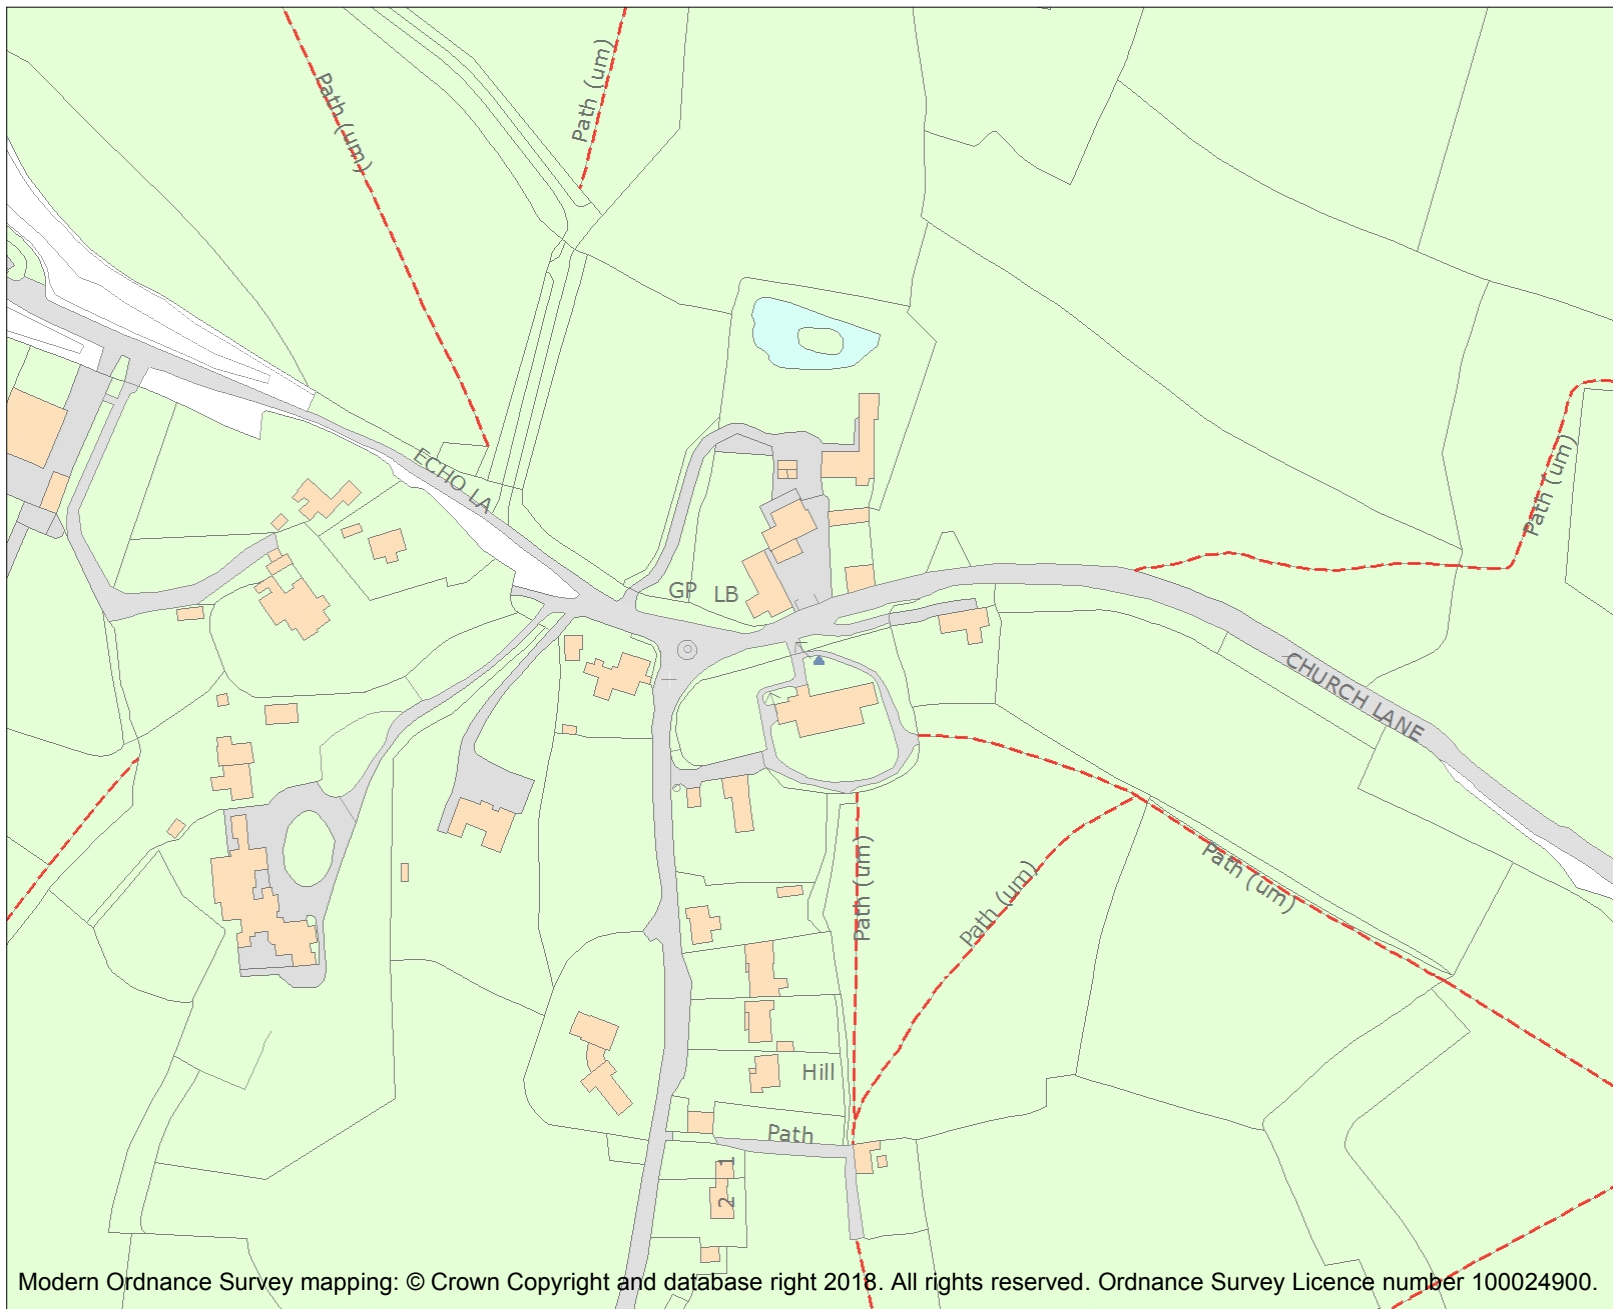 Path (um)
Path (um)
ECHO LA
Path (um)
GP
LB
CHURCH LANE
Path (um)
Path (um)
Path (um)
Hill
Path
1
2
Modern Ordnance Survey mapping: © Crown Copyright and database right 2018. All rights reserved. Ordnance Survey Licence number 100024900.